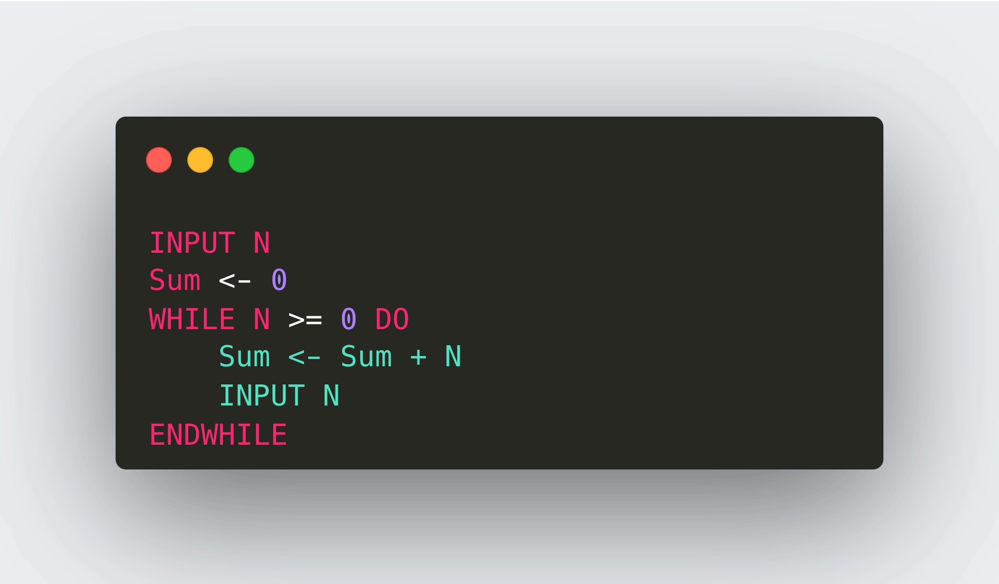 INPUT N
Sum <- 0
WHILE N >= 0 DO
    Sum <- Sum + N
    INPUT N
ENDWHILE